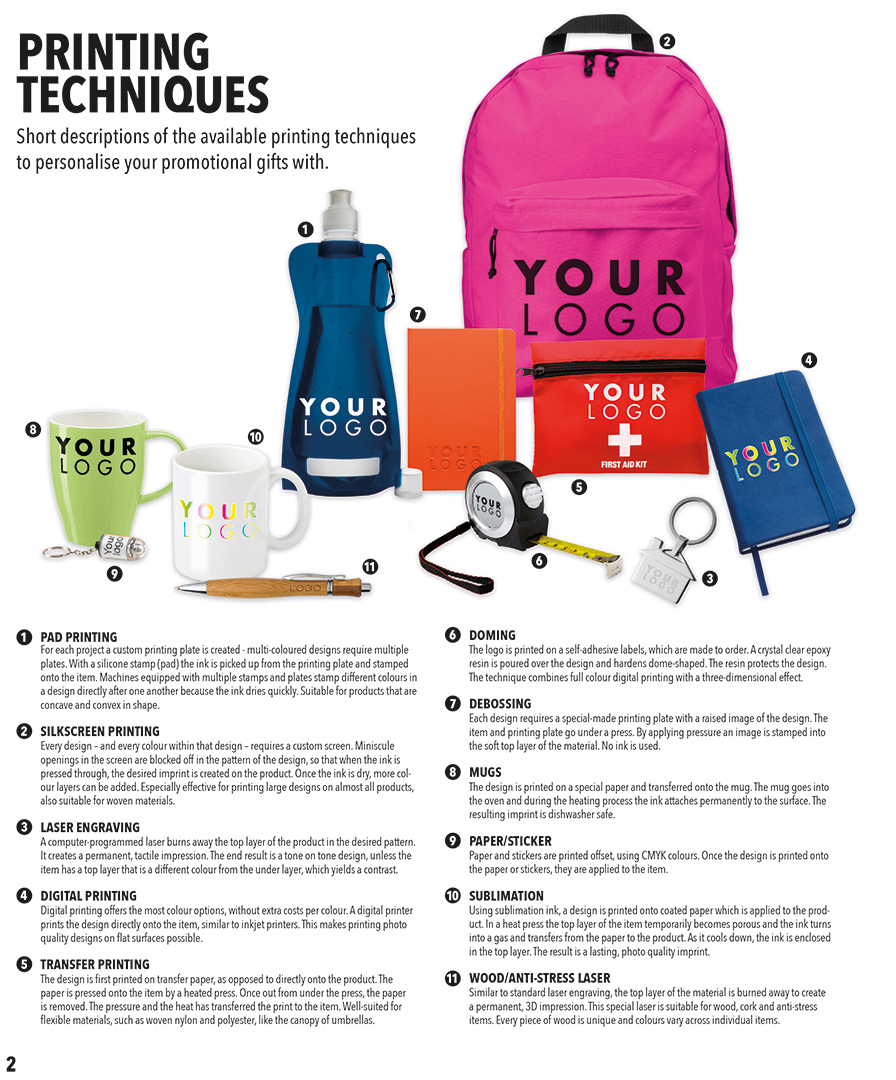 PRINTING
TECHNIQUES
Short descriptions of the available printing techniques
to personalise your promotional gifts with.
2
1
YOUR
LOGO
7
4
YOUR
LOGO
YOUR
LOGO
FIRST AID KIT
8
YOUR
LOGO
10
YOUR
LOGO
YOUR
LOGO
YOUR
LOGO
5
YOUR
LOGO
6
YOUR
LOGO
3
Your
logo
9
11
LOGO
YOUR
LOGO
1 PAD PRINTING
For each project a custom printing plate is created - multi-coloured designs require multiple
plates. With a silicone stamp (pad) the ink is picked up from the printing plate and stamped
onto the item. Machines equipped with multiple stamps and plates stamp different colours in
a design directly after one another because the ink dries quickly. Suitable for products that are
concave and convex in shape.
2 SILKSCREEN PRINTING
Every design – and every colour within that design – requires a custom screen. Miniscule
openings in the screen are blocked off in the pattern of the design, so that when the ink is
pressed through, the desired imprint is created on the product. Once the ink is dry, more col-
our layers can be added. Especially effective for printing large designs on almost all products,
also suitable for woven materials.
3 LASER ENGRAVING
A computer-programmed laser burns away the top layer of the product in the desired pattern.
It creates a permanent, tactile impression. The end result is a tone on tone design, unless the
item has a top layer that is a different colour from the under layer, which yields a contrast.
4 DIGITAL PRINTING
Digital printing offers the most colour options, without extra costs per colour. A digital printer
prints the design directly onto the item, similar to inkjet printers. This makes printing photo
quality designs on flat surfaces possible.
5 TRANSFER PRINTING
The design is first printed on transfer paper, as opposed to directly onto the product. The
paper is pressed onto the item by a heated press. Once out from under the press, the paper
is removed. The pressure and the heat has transferred the print to the item. Well-suited for
flexible materials, such as woven nylon and polyester, like the canopy of umbrellas.
6 DOMING
The logo is printed on a self-adhesive labels, which are made to order. A crystal clear epoxy
resin is poured over the design and hardens dome-shaped. The resin protects the design.
The technique combines full colour digital printing with a three-dimensional effect.
7 DEBOSSING
Each design requires a special-made printing plate with a raised image of the design. The
item and printing plate go under a press. By applying pressure an image is stamped into
the soft top layer of the material. No ink is used.
8 MUGS
The design is printed on a special paper and transferred onto the mug. The mug goes into
the oven and during the heating process the ink attaches permanently to the surface. The
resulting imprint is dishwasher safe.
9 PAPER/STICKER
Paper and stickers are printed offset, using CMYK colours. Once the design is printed onto
the paper or stickers, they are applied to the item.
10 SUBLIMATION
Using sublimation ink, a design is printed onto coated paper which is applied to the prod-
uct. In a heat press the top layer of the item temporarily becomes porous and the ink turns
into a gas and transfers from the paper to the product. As it cools down, the ink is enclosed
in the top layer. The result is a lasting, photo quality imprint.
11 WOOD/ANTI-STRESS LASER
Similar to standard laser engraving, the top layer of the material is burned away to create
a permanent, 3D impression. This special laser is suitable for wood, cork and anti-stress
items. Every piece of wood is unique and colours vary across individual items.
2